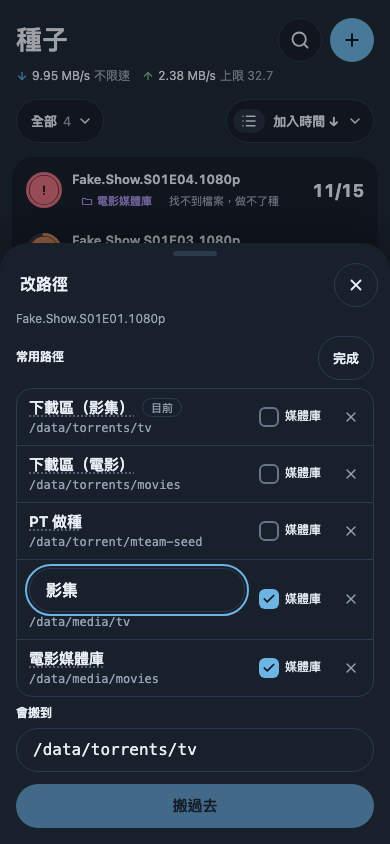 種子
↓ 9.95 MB/s 不限速 ↑ 2.38 MB/s 上限 32.7
全部 4
加入時間 ↓
!
Fake.Show.S01E04.1080p
電影媒體庫 找不到檔案，做不了種
11/15
Fake.Show.S01E03.1080p
改路徑
Fake.Show.S01E01.1080p
常用路徑
完成
下載區（影集） 目前
/data/torrents/tv
媒體庫
下載區（電影）
/data/torrents/movies
媒體庫
PT 做種
/data/torrent/mteam-seed
媒體庫
影集
/data/media/tv
媒體庫
電影媒體庫
/data/media/movies
媒體庫
會搬到
/data/torrents/tv
搬過去